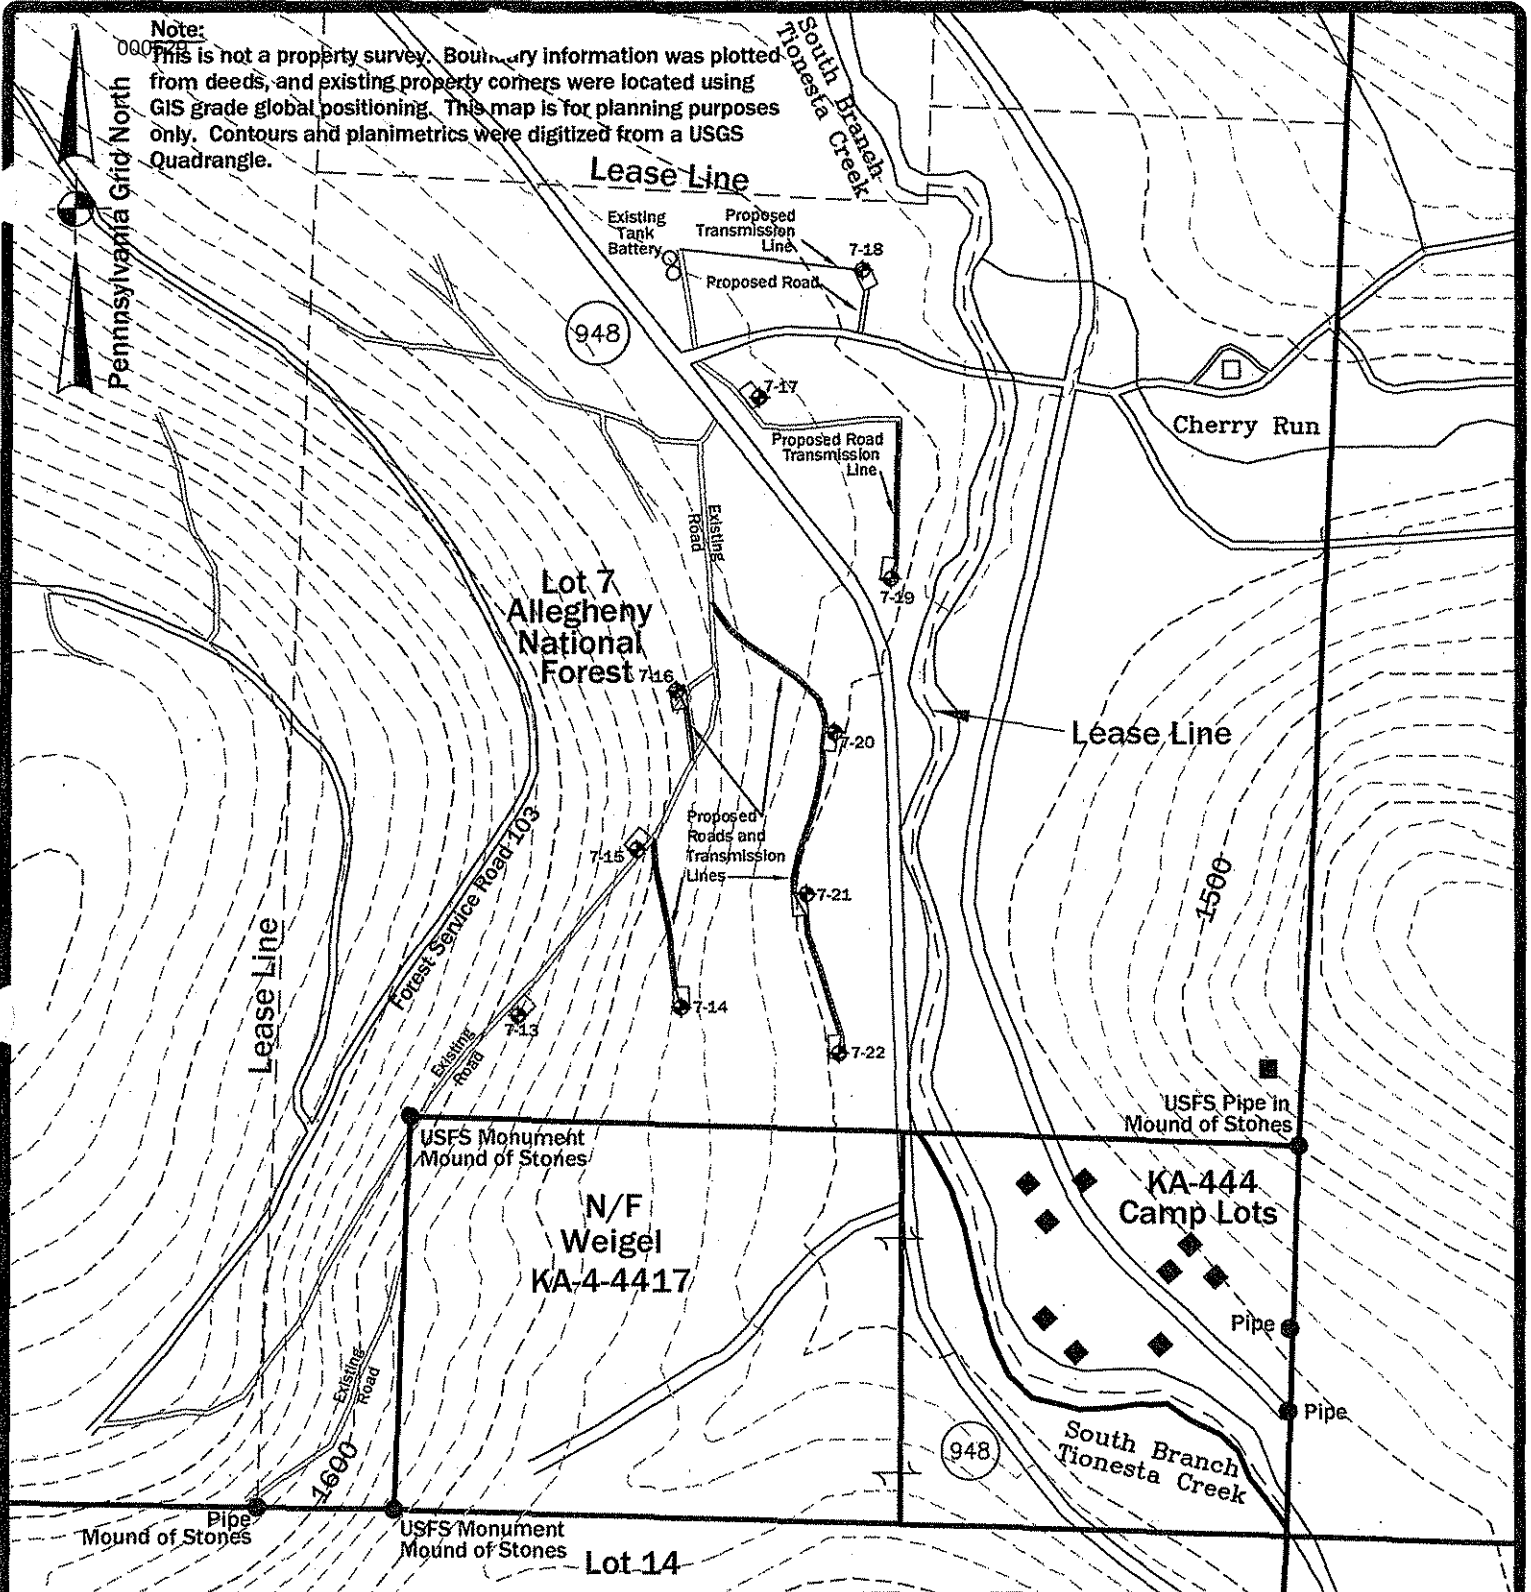 Note:
This is not a property survey. Boundary information was plotted
from deeds, and existing property corners were located using
GIS grade global positioning. This map is for planning purposes
only. Contours and planimetrics were digitized from a USGS
Quadrangle.
Pennnsylvania Grid North
South Branch
Tionesta Creek
Lease Line
Existing
Tank
Battery
Proposed
Transmission
Line
7-18
Proposed Road
948
7-17
Cherry Run
Proposed Road
Transmission
Line
Existing
Road
7-19
Lot 7
Allegheny
National
Forest
7-16
Lease Line
7-20
Proposed
Roads and
Transmission
Lines
7-15
Forest Service Road 103
7-21
1500
Lease Line
7-14
7-13
7-22
Existing
Road
USFS Pipe in
Mound of Stones
USFS Monument
Mound of Stones
KA-444
Camp Lots
N/F
Weigel
KA-4-4417
Pipe
Existing
Road
Pipe
948
South Branch
Tionesta Creek
1600
Pipe
Mound of Stones
USFS Monument
Mound of Stones
Lot 14